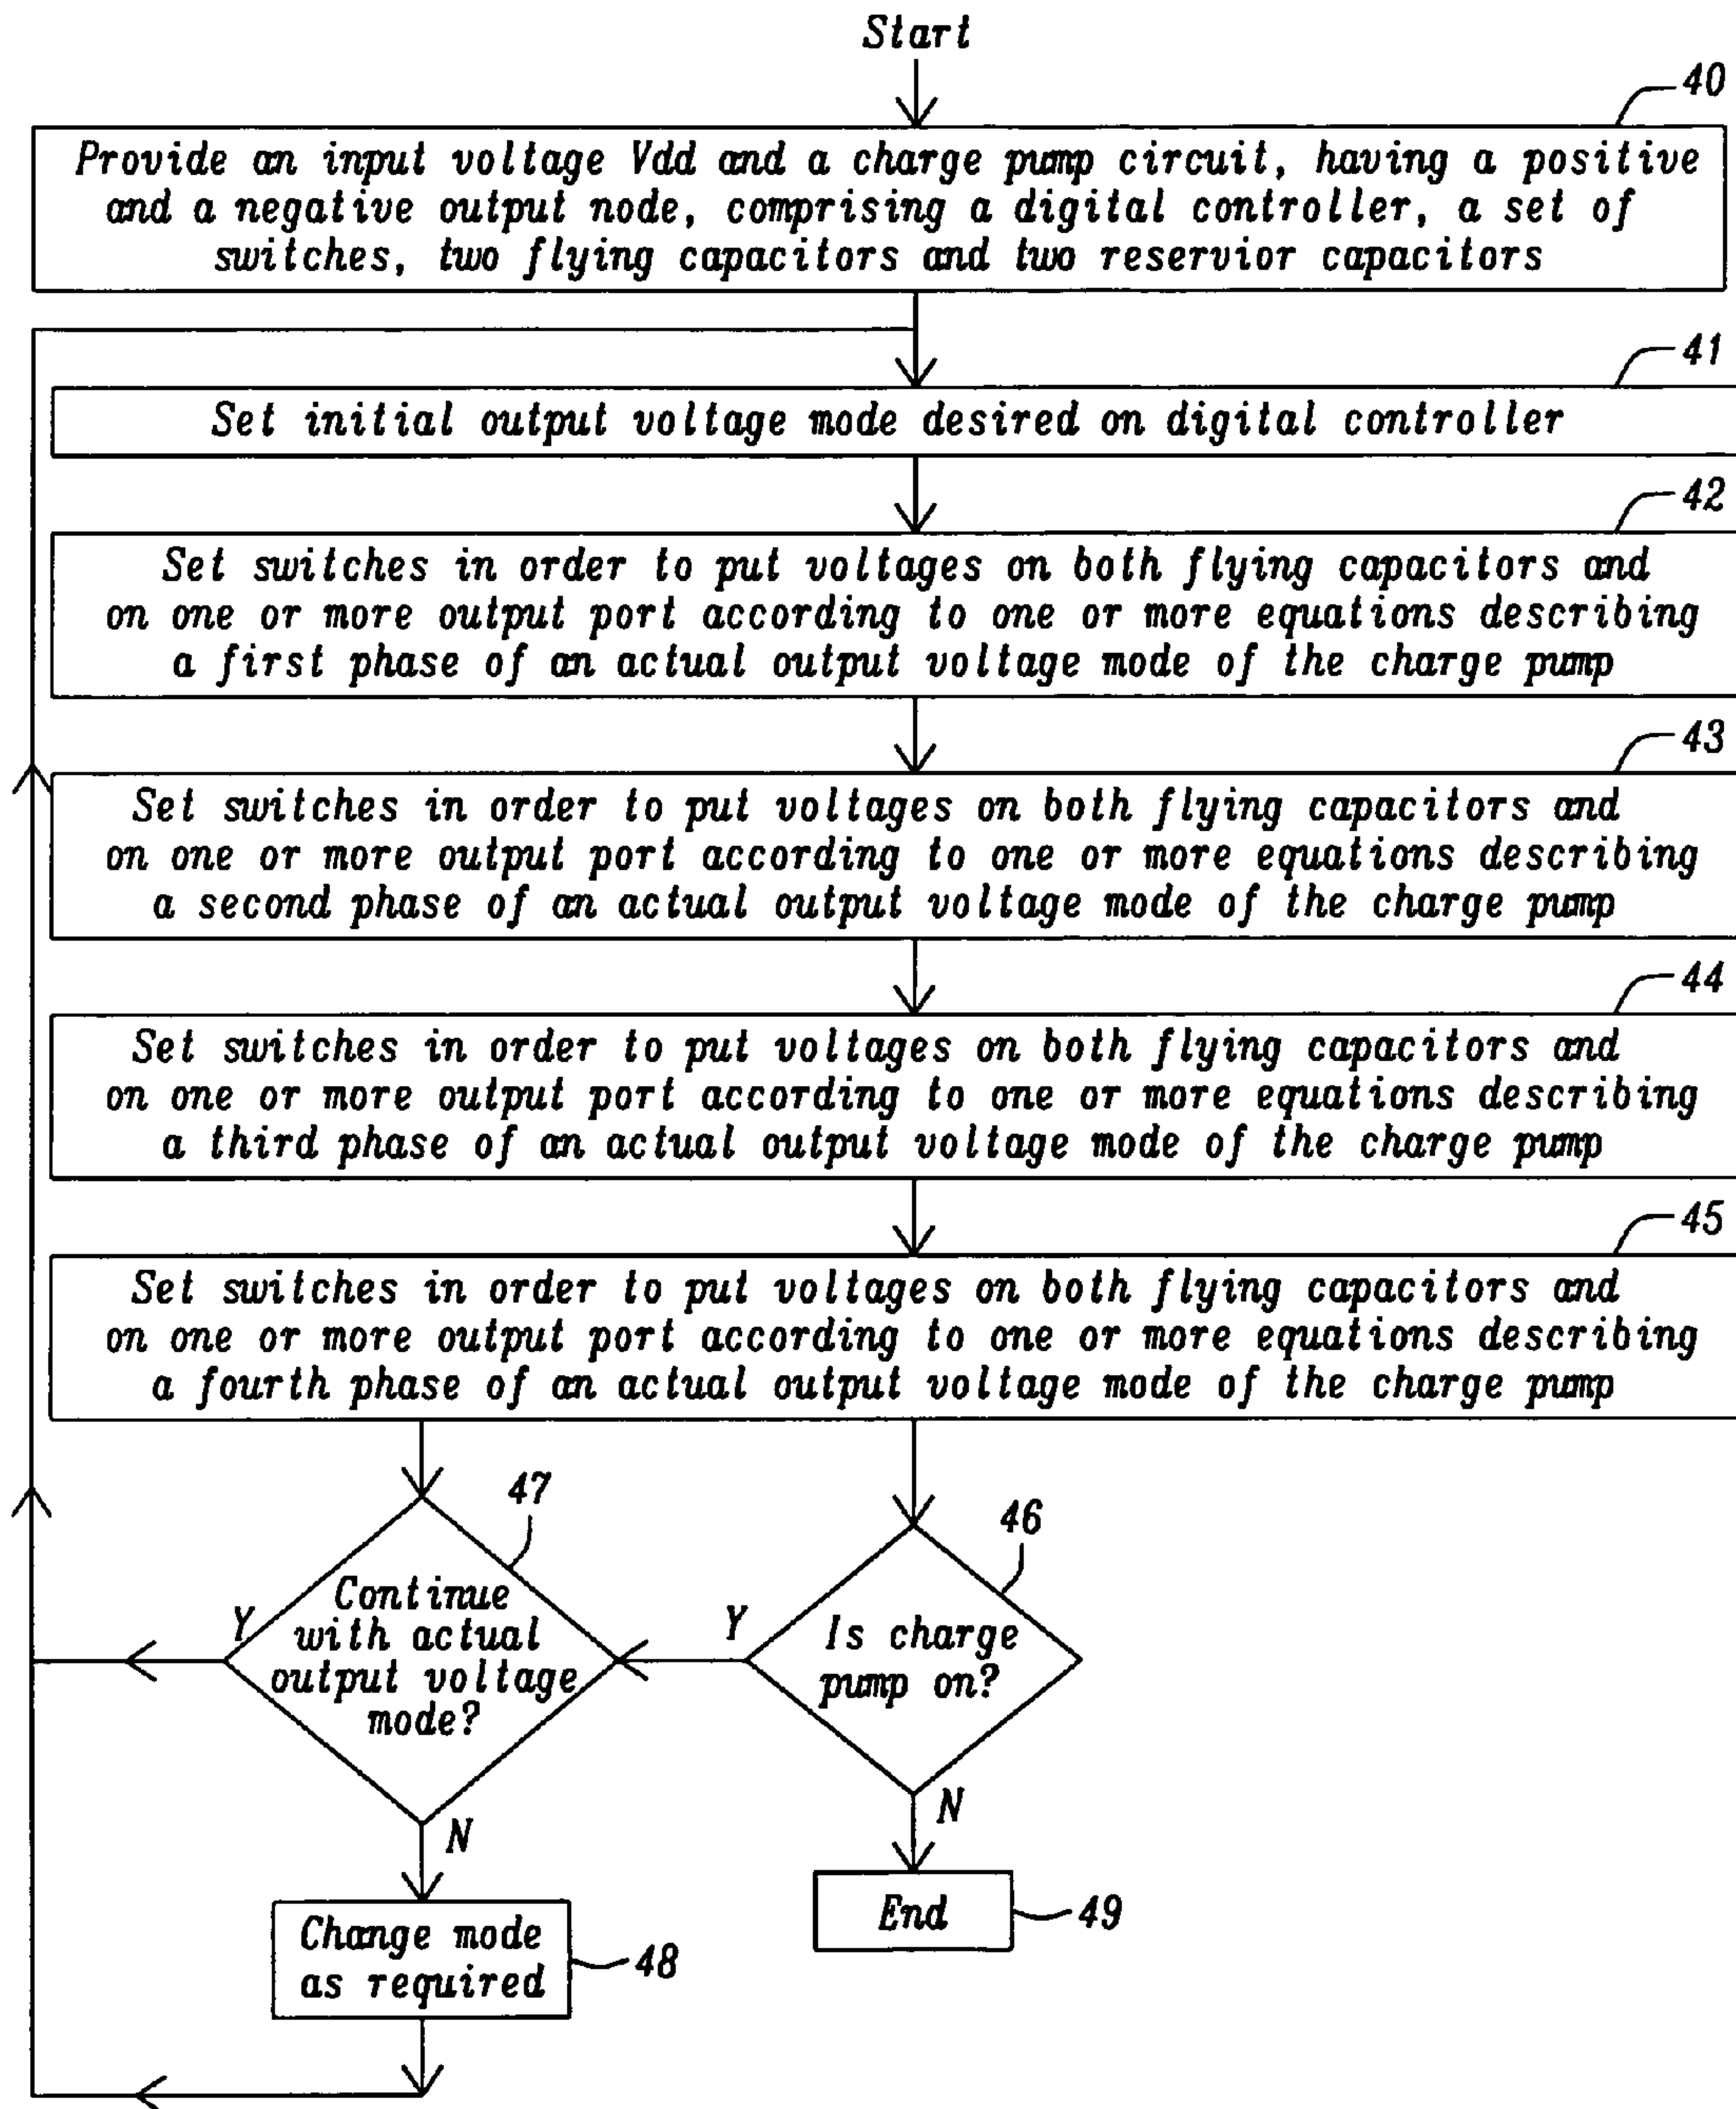 Start
40
Provide an input voltage Vdd and a charge pump circuit, having a positive
and a negative output node, comprising a digital controller, a set of
switches, two flying capacitors and two reservior capacitors
41
Set initial output voltage mode desired on digital controller
42
Set switches in order to put voltages on both flying capacitors and
on one or more output port according to one or more equations describing
a first phase of an actual output voltage mode of the charge pump
43
Set switches in order to put voltages on both flying capacitors and
on one or more output port according to one or more equations describing
a second phase of an actual output voltage mode of the charge pump
44
Set switches in order to put voltages on both flying capacitors and
on one or more output port according to one or more equations describing
a third phase of an actual output voltage mode of the charge pump
45
Set switches in order to put voltages on both flying capacitors and
on one or more output port according to one or more equations describing
a fourth phase of an actual output voltage mode of the charge pump
47
46
Continue
with actual
output voltage
mode?
Y
Y
Is charge
pump on?
N
N
Change mode
as required
48
End
49